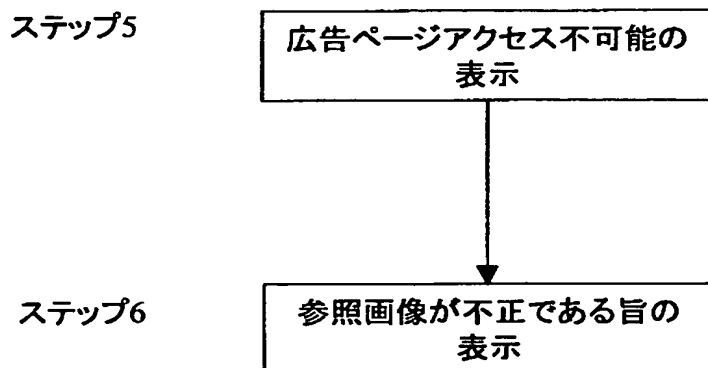 ステップ5
広告ページアクセス不可能の
表示
ステップ6
参照画像が不正である旨の
表示